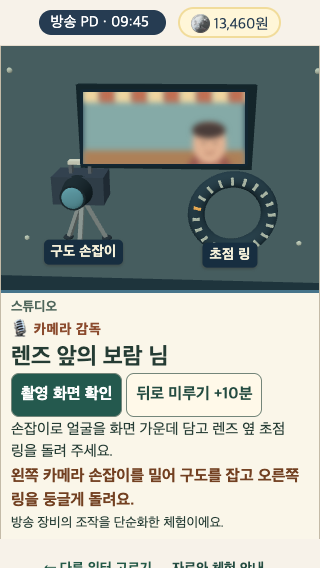 방송 PD · 09:45
13,460원
구도 손잡이
초점 링
스튜디오
카메라 감독
렌즈 앞의 보람 님
촬영 화면 확인
뒤로 미루기 +10분
손잡이로 얼굴을 화면 가운데 담고 렌즈 옆 초점
링을 돌려 주세요.
왼쪽 카메라 손잡이를 밀어 구도를 잡고 오른쪽
링을 둥글게 돌려요.
방송 장비의 조작을 단순화한 체험이에요.